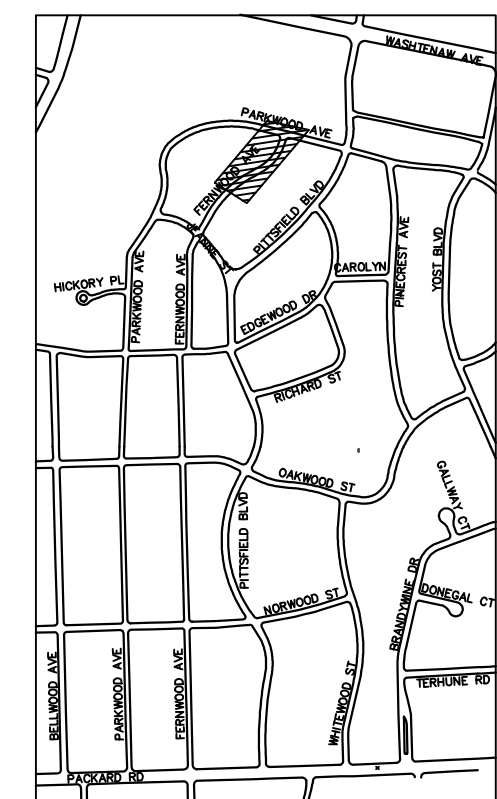 WASHTENAW AVE
PARKWOOD AVE
FERNWOOD AVE
PITTSFIELD BLVD
JEANNE ST
CAROLYN
PINECREST AVE
YOST BLVD
HICKORY PL
PARKWOOD AVE
FERNWOOD AVE
EDGEWOOD DR
RICHARD ST
OAKWOOD ST
GALLWAY CT
PITTSFIELD BLVD
BRANDYWINE DR
DONEGAL CT
NORWOOD ST
BELLWOOD AVE
PARKWOOD AVE
FERNWOOD AVE
WHITEWOOD ST
TERHUNE RD
PACKARD RD